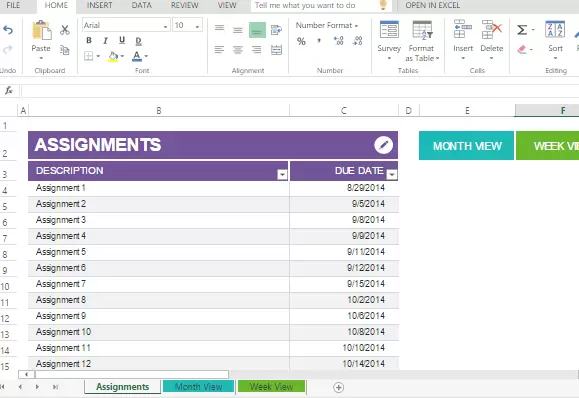 FILE HOME INSERT DATA REVIEW VIEW Tell me what you want to do OPEN IN EXCEL
Arial 10 Number Format
Undo Paste B I U D A % , .0 .00 Survey Format as Table Insert Delete Σ Sort
Clipboard Font Alignment Number Tables Cells Editing
fx
A B C D E F
1
2 ASSIGNMENTS MONTH VIEW WEEK VI
3 DESCRIPTION DUE DATE
4 Assignment 1 8/29/2014
5 Assignment 2 9/5/2014
6 Assignment 3 9/8/2014
7 Assignment 4 9/9/2014
8 Assignment 5 9/11/2014
9 Assignment 6 9/12/2014
10 Assignment 7 9/15/2014
11 Assignment 8 10/2/2014
12 Assignment 9 10/6/2014
13 Assignment 10 10/8/2014
14 Assignment 11 10/10/2014
15 Assignment 12 10/14/2014
Assignments Month View Week View